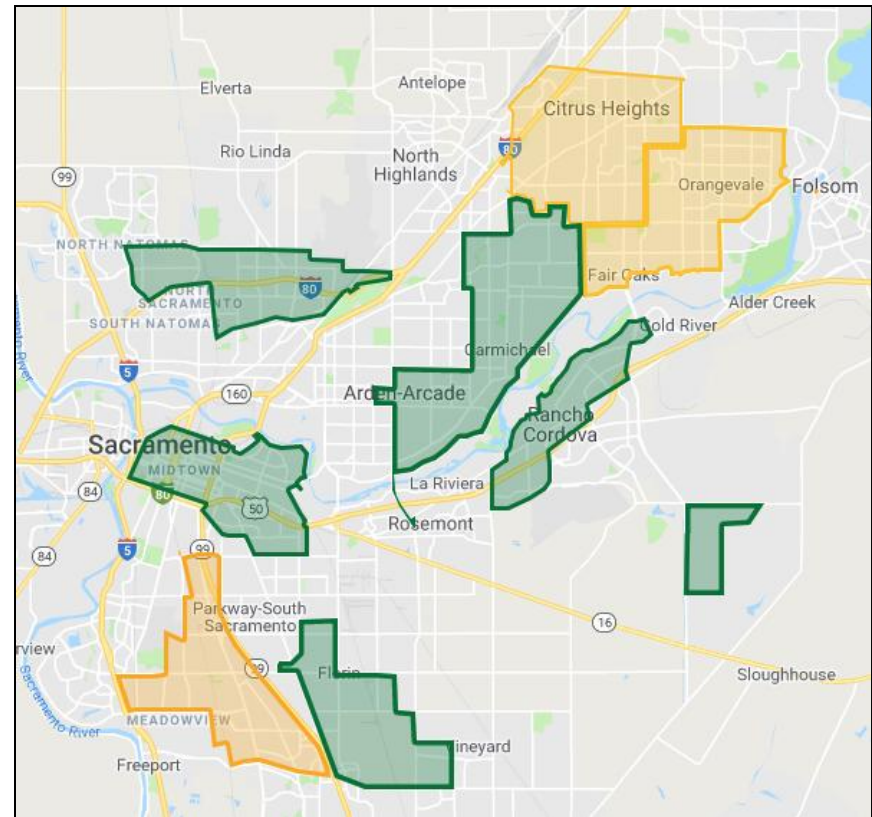 Elverta
Antelope
Citrus Heights
80
Rio Linda
North
Highlands
99
Orangevale
Folsom
NORTH NATOMAS
80
NORTH
SACRAMENTO
Fair Oaks
SOUTH NATOMAS
Alder Creek
Gold River
Carmichael
5
160
Arden-Arcade
Rancho
Cordova
Sacramento
MIDTOWN
84
80
50
La Riviera
Rosemont
99
5
84
Parkway-South
Sacramento
16
99
Florin
Sloughhouse
Sacramento River
MEADOWVIEW
Freeport